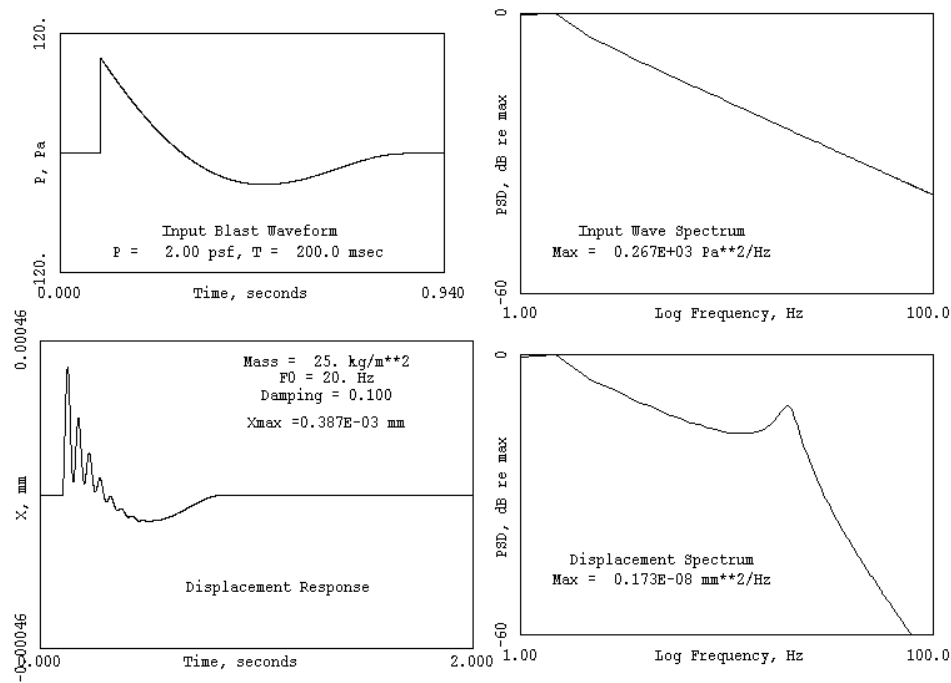 120.
P, Pa
-120.
Input Blast Waveform
P = 2.00 psf, T = 200.0 msec
0.000
Time, seconds
0.940
0
PSD, dB re max
-60
Input Wave Spectrum
Max = 0.267E+03 Pa**2/Hz
1.00
Log Frequency, Hz
100.0
0.00046
X, mm
-0.00046
Mass = 25. kg/m**2
F0 = 20. Hz
Damping = 0.100
Xmax =0.387E-03 mm
Displacement Response
0.000
Time, seconds
2.000
0
PSD, dB re max
-60
Displacement Spectrum
Max = 0.173E-08 mm**2/Hz
1.00
Log Frequency, Hz
100.0